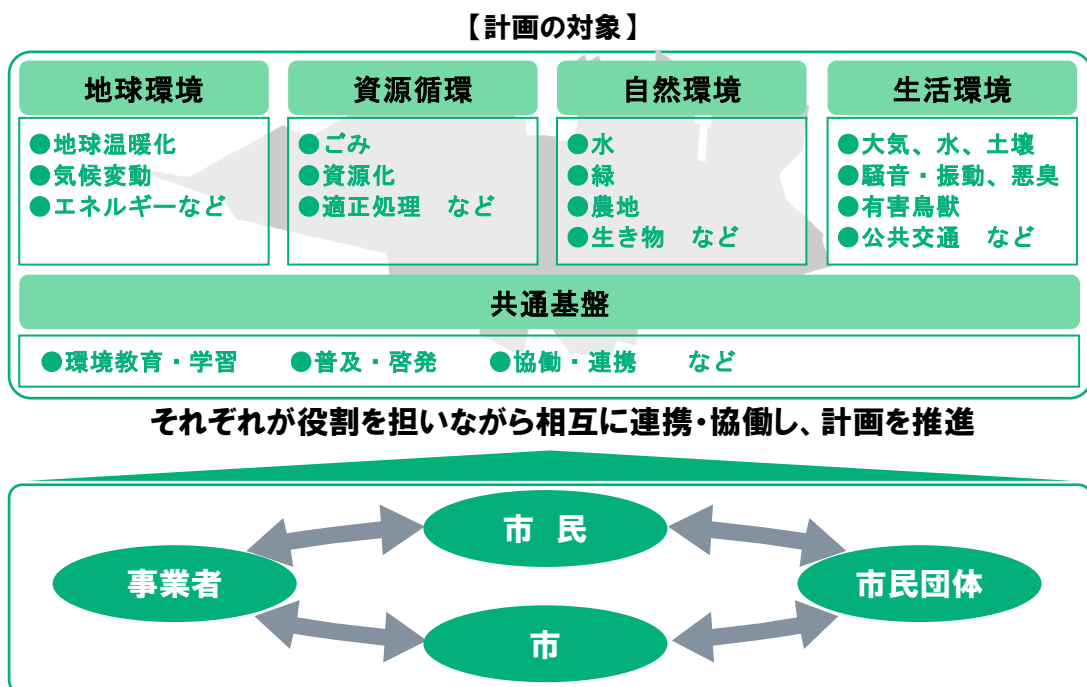 【計画の対象】
地球環境
●地球温暖化
●気候変動
●エネルギーなど
資源循環
●ごみ
●資源化
●適正処理　など
自然環境
●水
●緑
●農地
●生き物　など
生活環境
●大気、水、土壌
●騒音・振動、悪臭
●有害鳥獣
●公共交通　など
共通基盤
●環境教育・学習　●普及・啓発　●協働・連携　など
それぞれが役割を担いながら相互に連携・協働し、計画を推進
市 民
事業者
市民団体
市